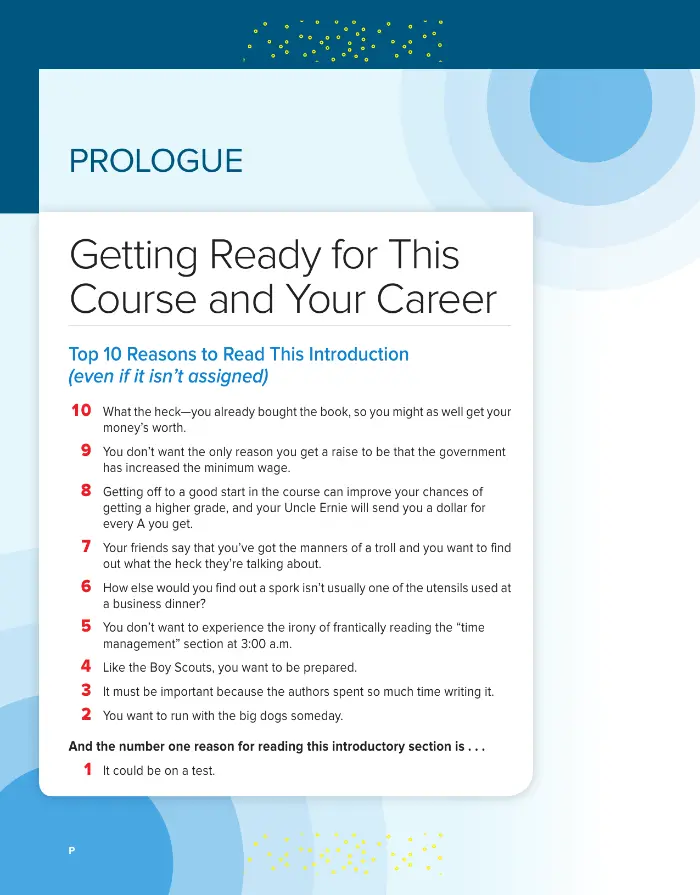 PROLOGUE
Getting Ready for This
Course and Your Career
Top 10 Reasons to Read This Introduction
(even if it isn’t assigned)
10 What the heck—you already bought the book, so you might as well get your
money’s worth.
9 You don’t want the only reason you get a raise to be that the government
has increased the minimum wage.
8 Getting off to a good start in the course can improve your chances of
getting a higher grade, and your Uncle Ernie will send you a dollar for
every A you get.
7 Your friends say that you’ve got the manners of a troll and you want to find
out what the heck they’re talking about.
6 How else would you find out a spork isn’t usually one of the utensils used at
a business dinner?
5 You don’t want to experience the irony of frantically reading the “time
management” section at 3:00 a.m.
4 Like the Boy Scouts, you want to be prepared.
3 It must be important because the authors spent so much time writing it.
2 You want to run with the big dogs someday.
And the number one reason for reading this introductory section is . . .
1 It could be on a test.
P